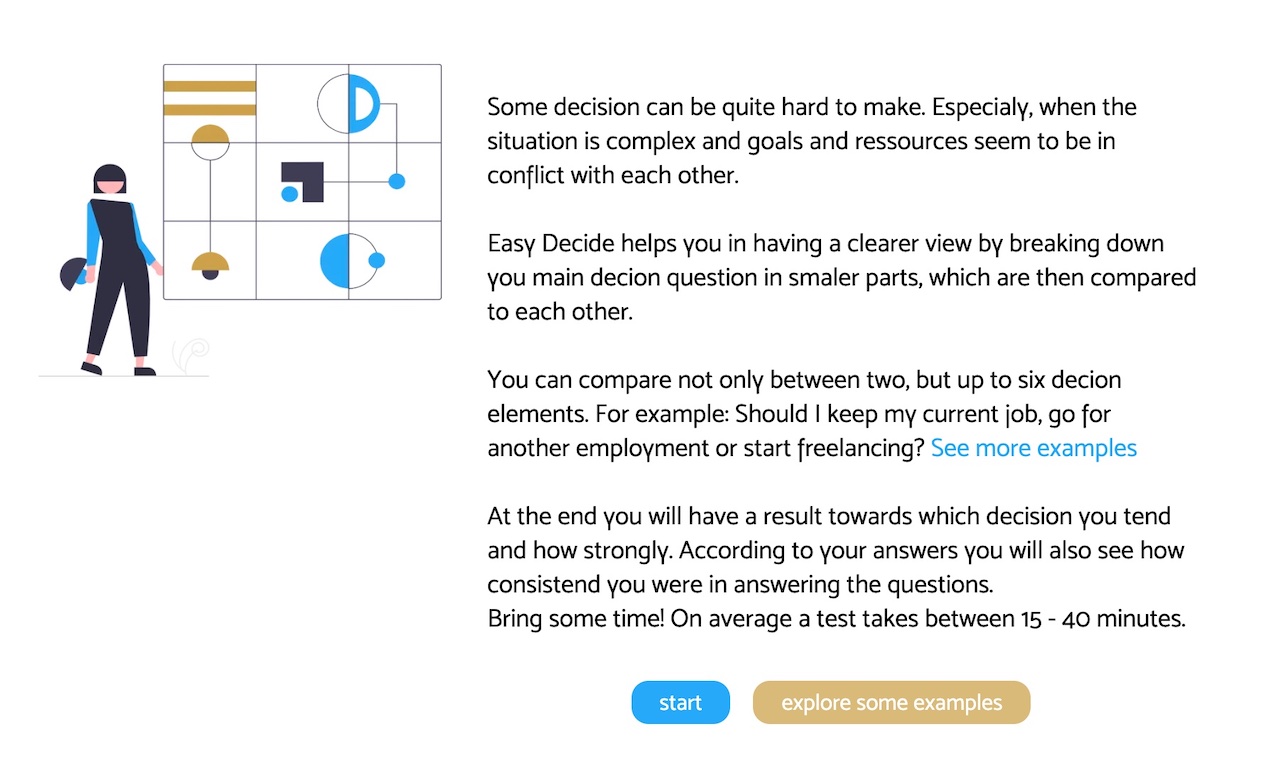 Some decision can be quite hard to make. Especialy, when the
situation is complex and goals and ressources seem to be in
conflict with each other.
Easy Decide helps you in having a clearer view by breaking down
you main decion question in smaler parts, which are then compared
to each other.
You can compare not only between two, but up to six decion
elements. For example: Should I keep my current job, go for
another employment or start freelancing? See more examples
At the end you will have a result towards which decision you tend
and how strongly. According to your answers you will also see how
consistend you were in answering the questions.
Bring some time! On average a test takes between 15 - 40 minutes.
start
explore some examples